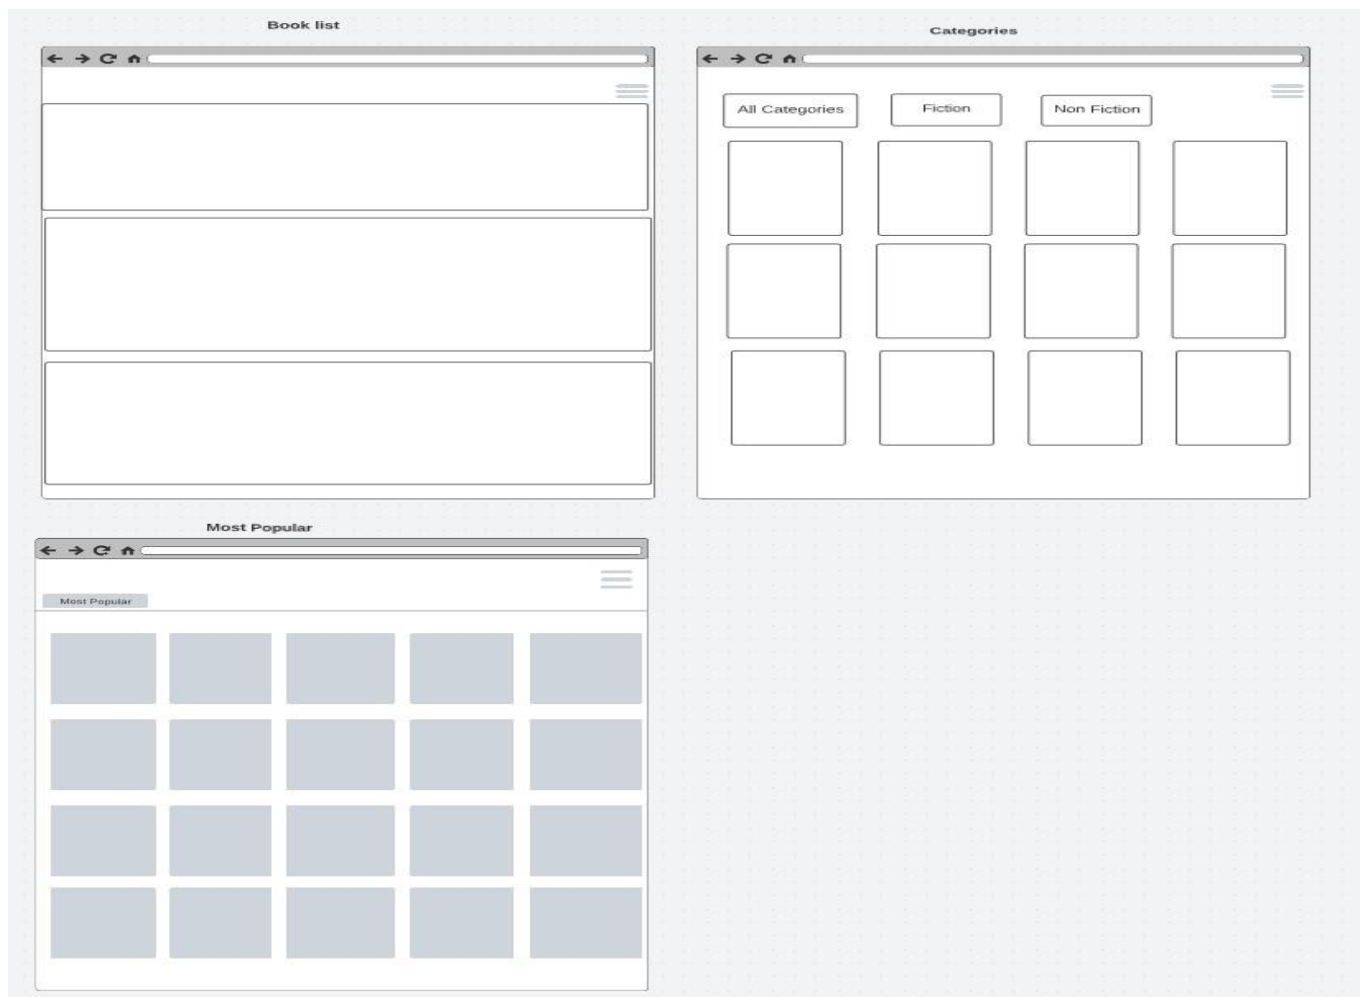 Book list
Categories
All Categories
Fiction
Non Fiction
Most Popular
Most Popular